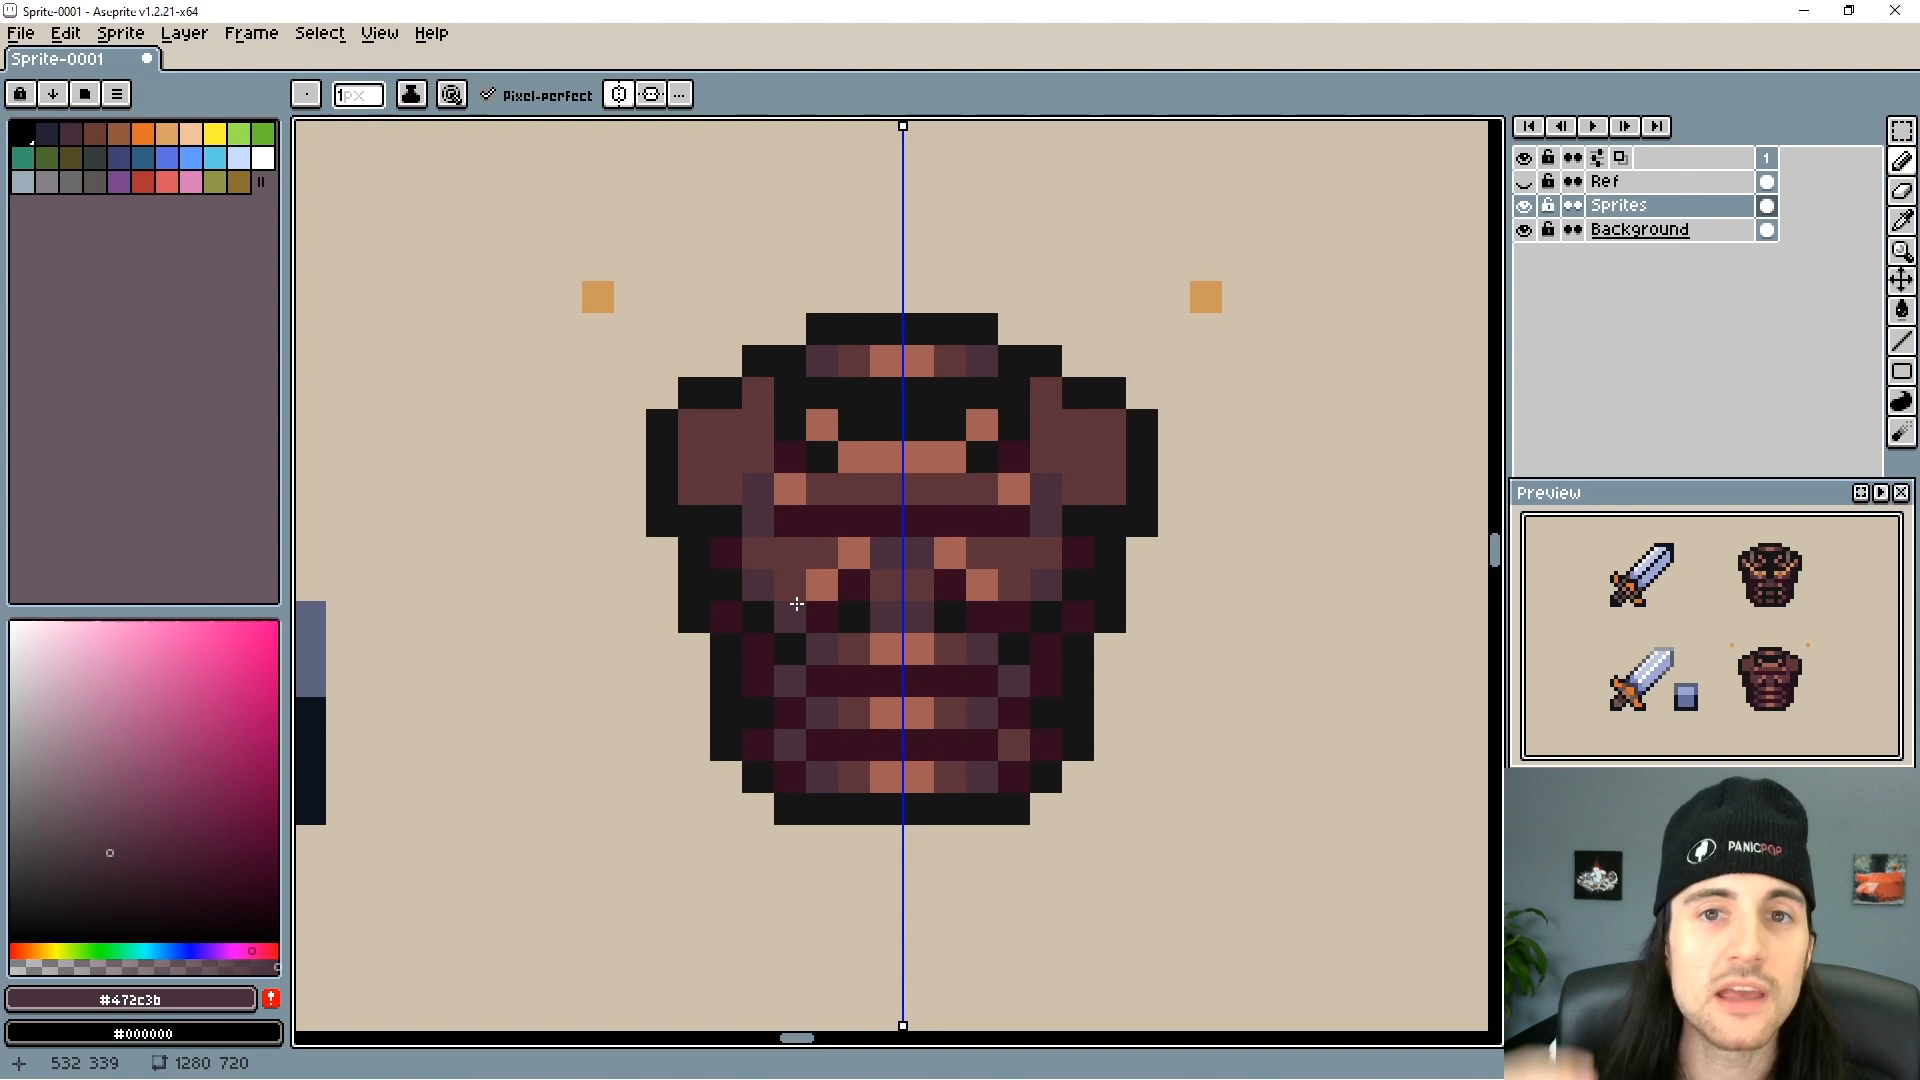 Sprite-0001 - Aseprite v1.2.21-x64
File Edit Sprite Layer Frame Select View Help
Sprite-0001
1px Pixel-perfect
1
Ref
Sprites
Background
Preview
PANICPOP
#472c3b
#000000
532 339 1280 720